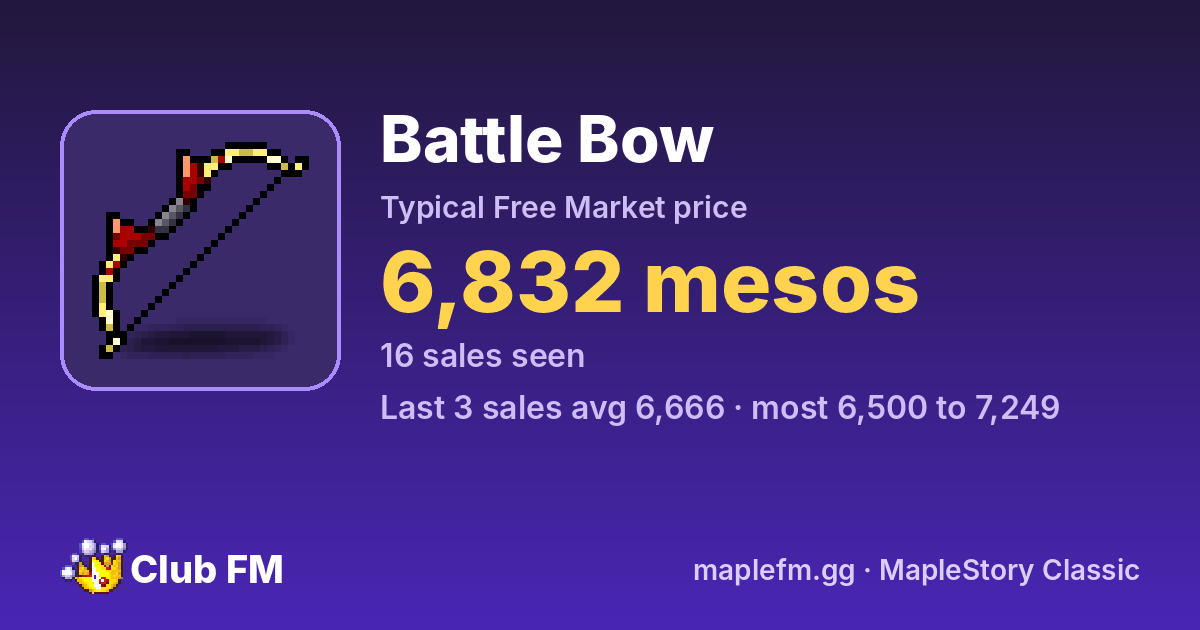 Battle Bow
Typical Free Market price
6,832 mesos
16 sales seen
Last 3 sales avg 6,666 · most 6,500 to 7,249
Club FM
maplefm.gg · MapleStory Classic